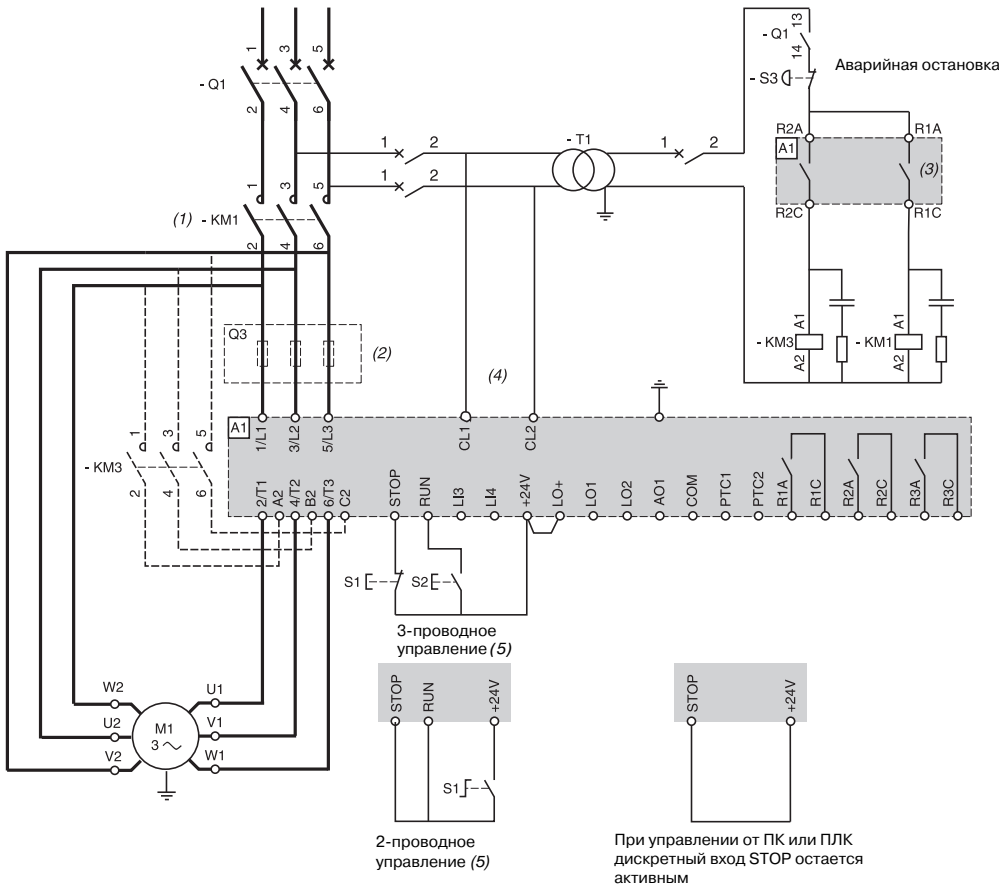 1 3 5
- Q1
2 4 6
1 2
1 2
- T1
1 2
13
- Q1
14
- S3
Аварийная остановка
R2A R1A
A1
(3)
R2C R1C
1 3 5
(1) - KM1
2 4 6
A1 A1
- KM3 - KM1
A2 A2
Q3
(2)
(4)
A1
1/L1 3/L2 5/L3 CL1 CL2
1 3 5
- KM3
2 4 6
2/T1 A2 4/T2 B2 6/T3 C2 STOP RUN LI3 LI4 +24V LO+ LO1 LO2 AO1 COM PTC1 PTC2 R1A R1C R2A R2C R3A R3C
S1 S2
3-проводное
управление (5)
W2 U1
U2 V1
V2 W1
M1
3
STOP RUN +24V
S1
2-проводное
управление (5)
STOP +24V
При управлении от ПК или ПЛК
дискретный вход STOP остается
активным